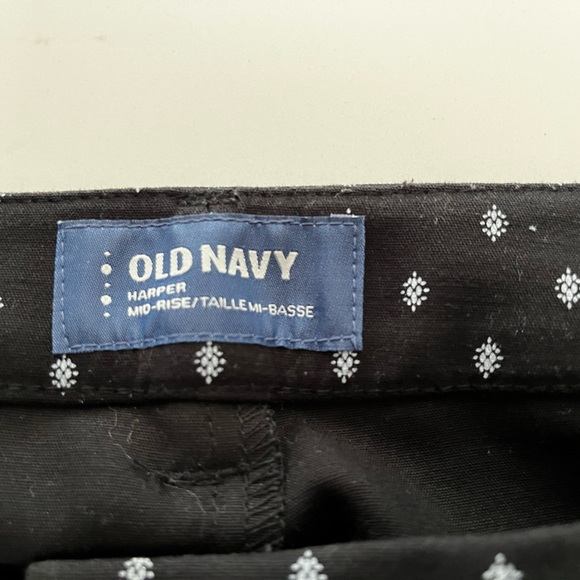 OLD NAVY
HARPER
MID-RISE/TAILLE MI-BASSE